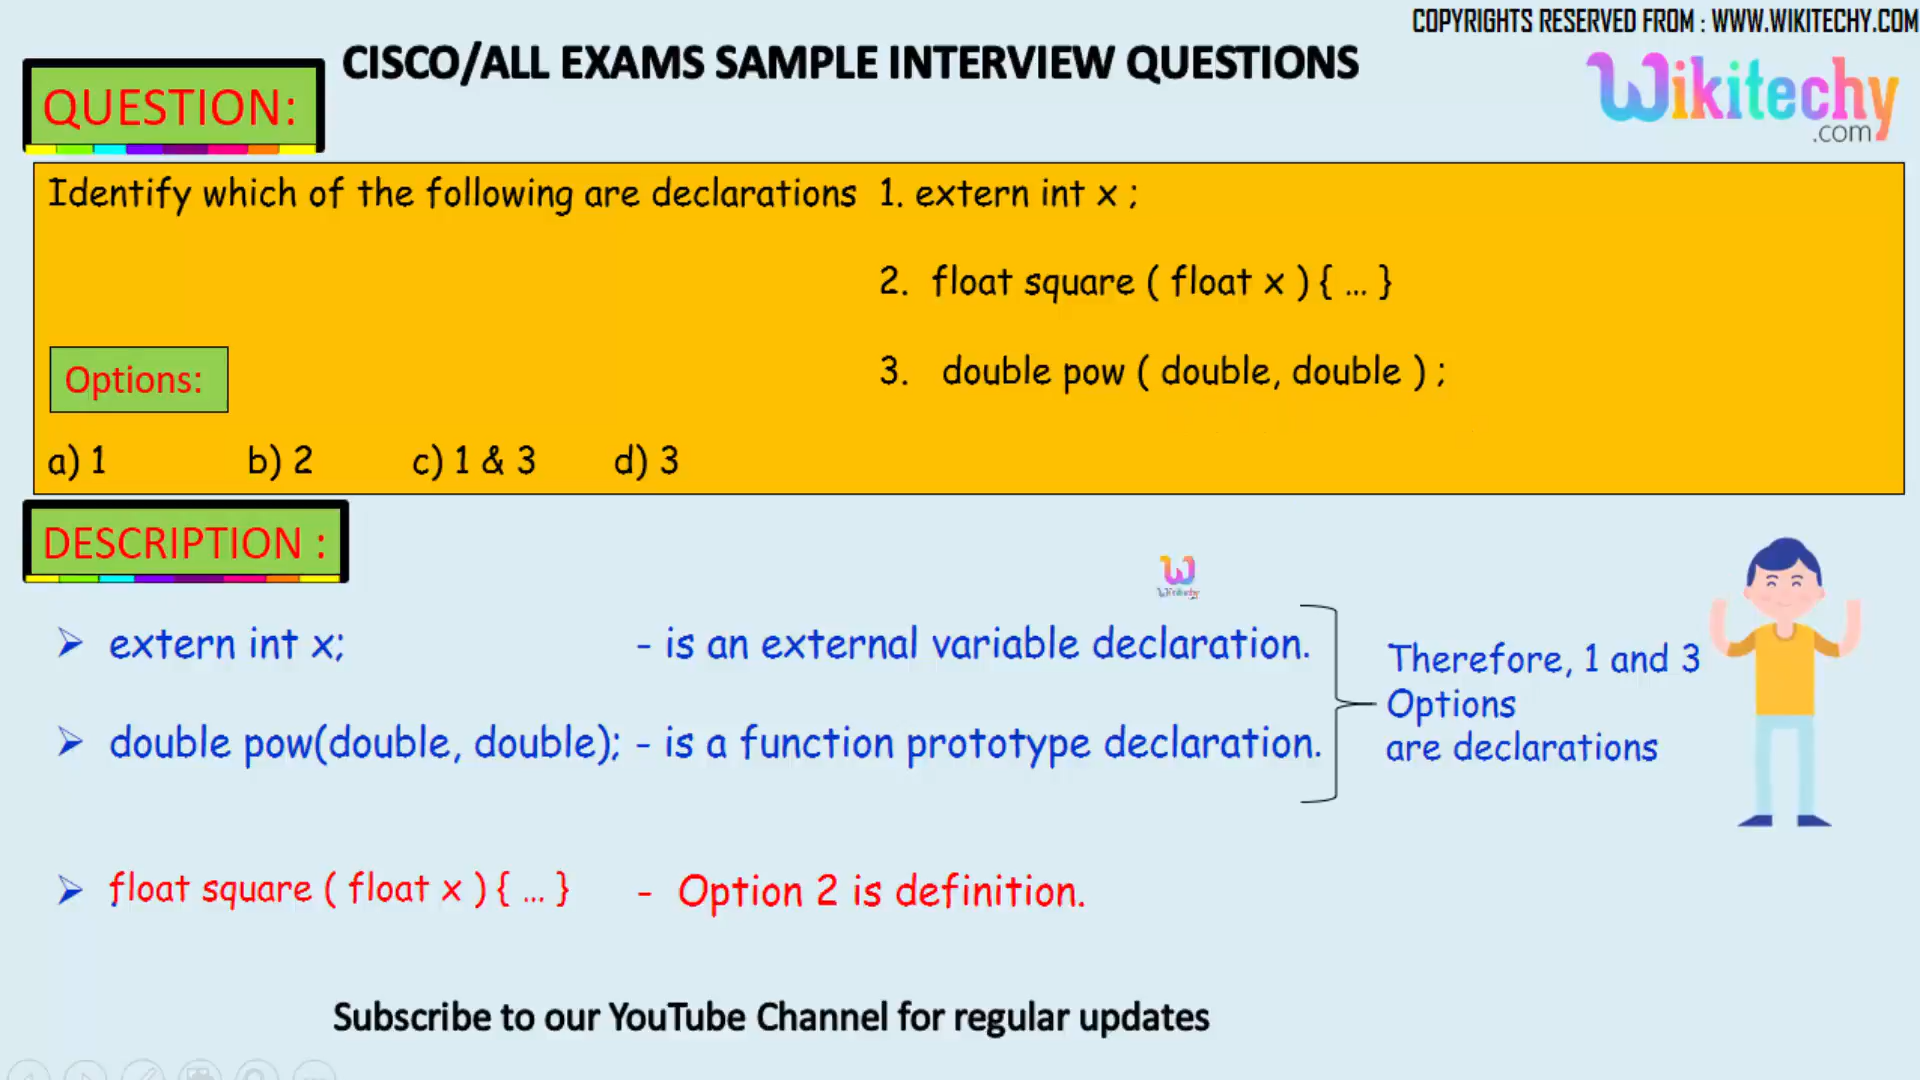 COPYRIGHTS RESERVED FROM : WWW.WIKITECHY.COM
CISCO/ALL EXAMS SAMPLE INTERVIEW QUESTIONS
Wikitechy
.com
QUESTION:
Identify which of the following are declarations 1. extern int x ;
2. float square ( float x ) { ... }
3. double pow ( double, double ) ;
Options:
a) 1 b) 2 c) 1 & 3 d) 3
DESCRIPTION :
Wikitechy
➢ extern int x; - is an external variable declaration.
➢ double pow(double, double); - is a function prototype declaration.
Therefore, 1 and 3
Options
are declarations
➢ float square ( float x ) { ... } - Option 2 is definition.
Subscribe to our YouTube Channel for regular updates